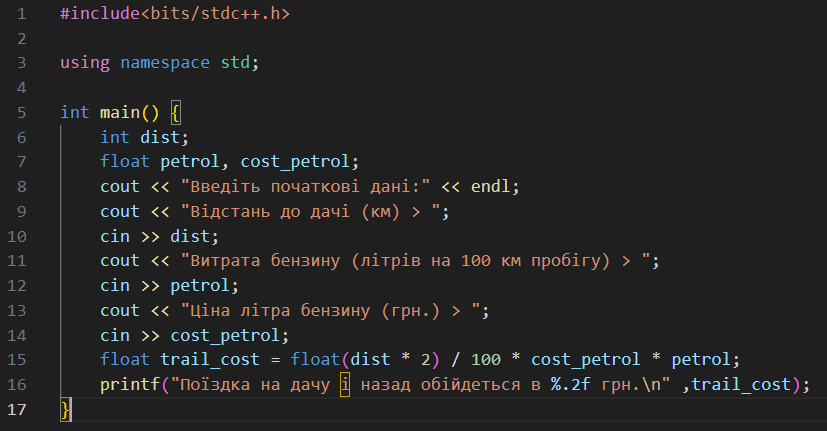 1 #include<bits/stdc++.h>
2
3 using namespace std;
4
5 int main() {
6     int dist;
7     float petrol, cost_petrol;
8     cout << "Введіть початкові дані:" << endl;
9     cout << "Відстань до дачі (км) > ";
10     cin >> dist;
11     cout << "Витрата бензину (літрів на 100 км пробігу) > ";
12     cin >> petrol;
13     cout << "Ціна літра бензину (грн.) > ";
14     cin >> cost_petrol;
15     float trail_cost = float(dist * 2) / 100 * cost_petrol * petrol;
16     printf("Поїздка на дачу і назад обійдеться в %.2f грн.\n" ,trail_cost);
17 }